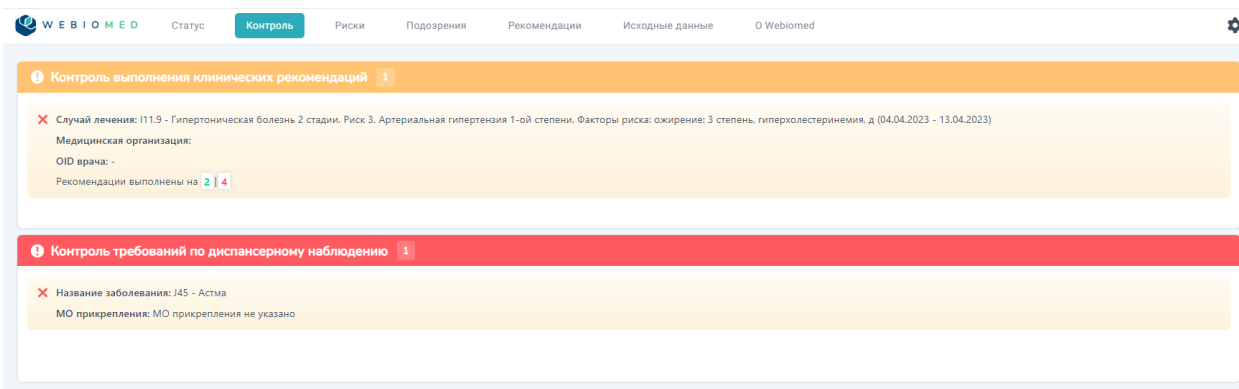 WEBIOMED Статус Контроль Риски Подозрения Рекомендации Исходные данные О Webiomed
Контроль выполнения клинических рекомендаций 1
Случай лечения: I11.9 - Гипертоническая болезнь 2 стадии. Риск 3. Артериальная гипертензия 1-ой степени. Факторы риска: ожирение: 3 степень, гиперхолестеринемия, д (04.04.2023 - 13.04.2023)
Медицинская организация:
OID врача: -
Рекомендации выполнены на 2 | 4
Контроль требований по диспансерному наблюдению 1
Название заболевания: J45 - Астма
МО прикрепления: МО прикрепления не указано